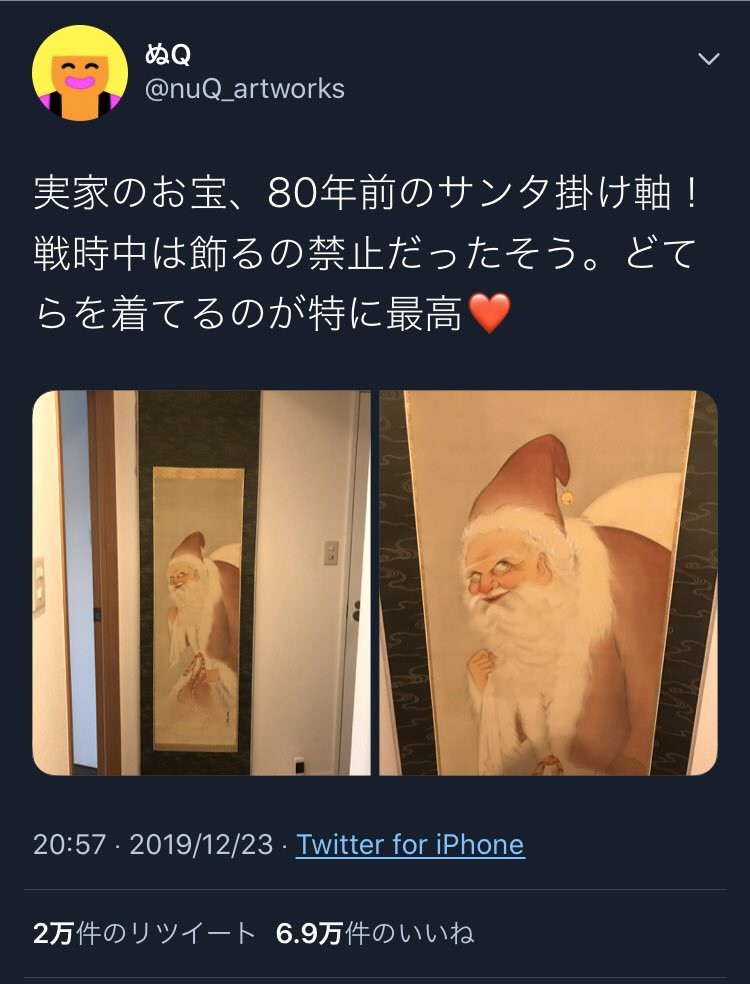 ぬQ
@nuQ_artworks
実家のお宝、80年前のサンタ掛け軸！
戦時中は飾るの禁止だったそう。どて
らを着てるのが特に最高❤️
20:57 · 2019/12/23 · Twitter for iPhone
2万件のリツイート 6.9万件のいいね